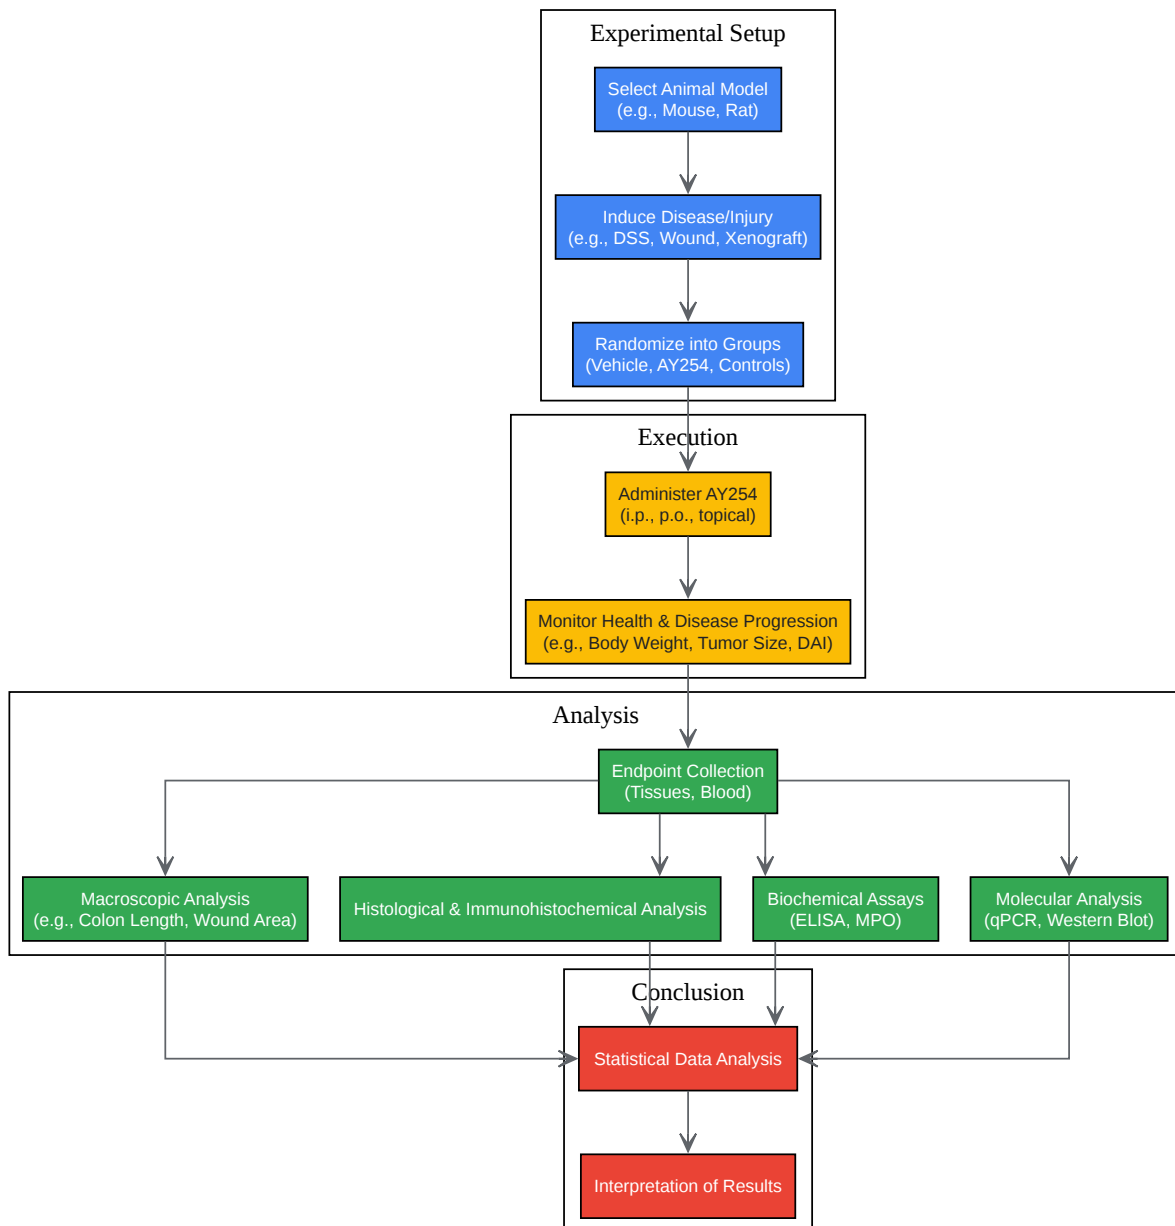 Experimental Setup
Select Animal Model
(e.g., Mouse, Rat)
Induce Disease/Injury
(e.g., DSS, Wound, Xenograft)
Randomize into Groups
(Vehicle, AY254, Controls)
Execution
Administer AY254
(i.p., p.o., topical)
Monitor Health & Disease Progression
(e.g., Body Weight, Tumor Size, DAI)
Analysis
Endpoint Collection
(Tissues, Blood)
Macroscopic Analysis
(e.g., Colon Length, Wound Area)
Histological & Immunohistochemical Analysis
Biochemical Assays
(ELISA, MPO)
Molecular Analysis
(qPCR, Western Blot)
Conclusion
Statistical Data Analysis
Interpretation of Results